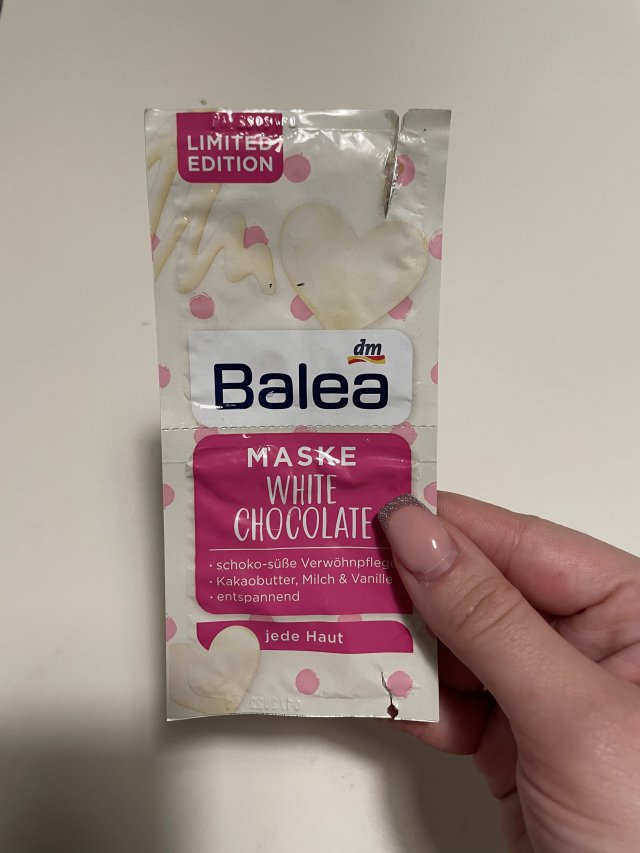 LIMITED
EDITION
dm
Balea
MASKE
WHITE
CHOCOLATE
· schoko-süße Verwöhnpflege
· Kakaobutter, Milch & Vanille
· entspannend
jede Haut